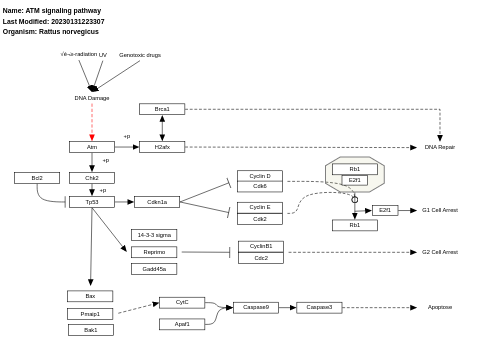 Name: ATM signaling pathway
Last Modified: 20230131223307
Organism: Rattus norvegicus
√é‹a-radiation UV Genotoxic drugs
DNA Damage
Brca1
+p
Atm H2afx DNA Repair
+p
Rb1
Bcl2 Chk2 Cyclin D E2f1
Cdk6
+p
Tp53 Cdkn1a Cyclin E E2f1 G1 Cell Arrest
Cdk2 Rb1
14-3-3 sigma
CyclinB1
Reprimo G2 Cell Arrest
Cdc2
Gadd45a
Bax
CytC
Pmaip1 Caspase9 Caspase3 Apoptose
Apaf1
Bak1